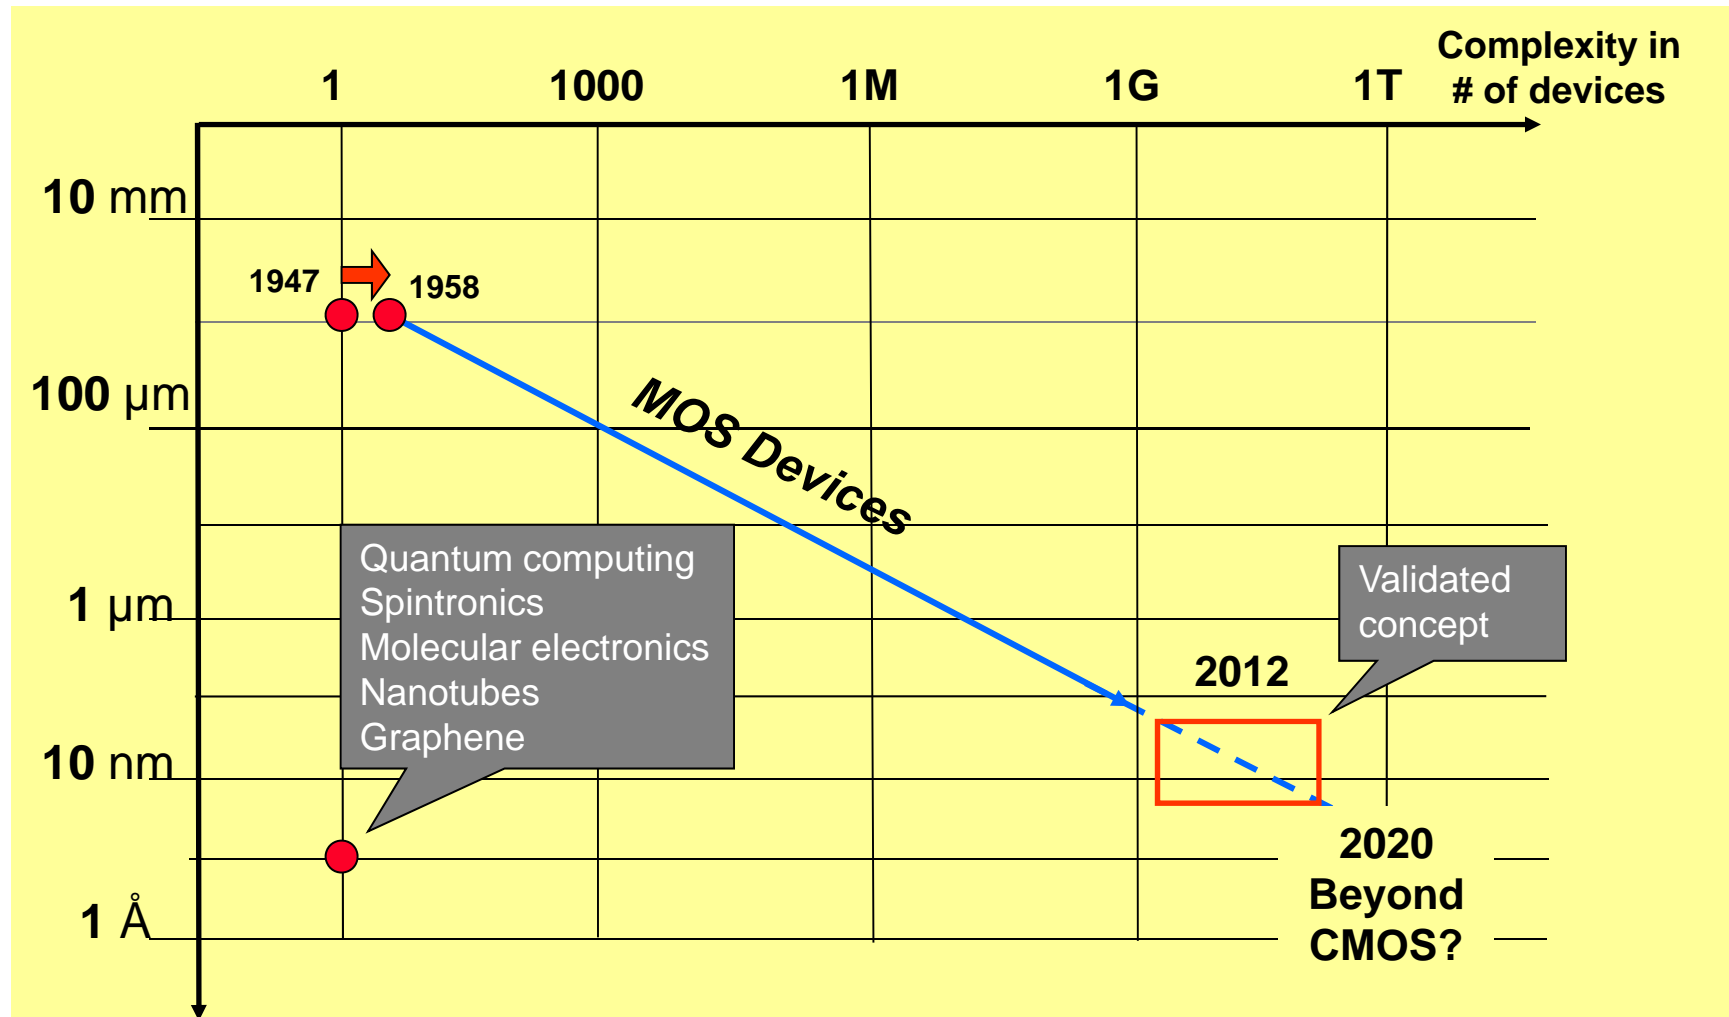 Complexity in
# of devices
1 1000 1M 1G 1T
10 mm
1947
1958
100 µm
MOS Devices
Quantum computing
Spintronics
Molecular electronics
Nanotubes
Graphene
Validated
concept
1 µm
2012
10 nm
2020
Beyond
CMOS?
1 Å